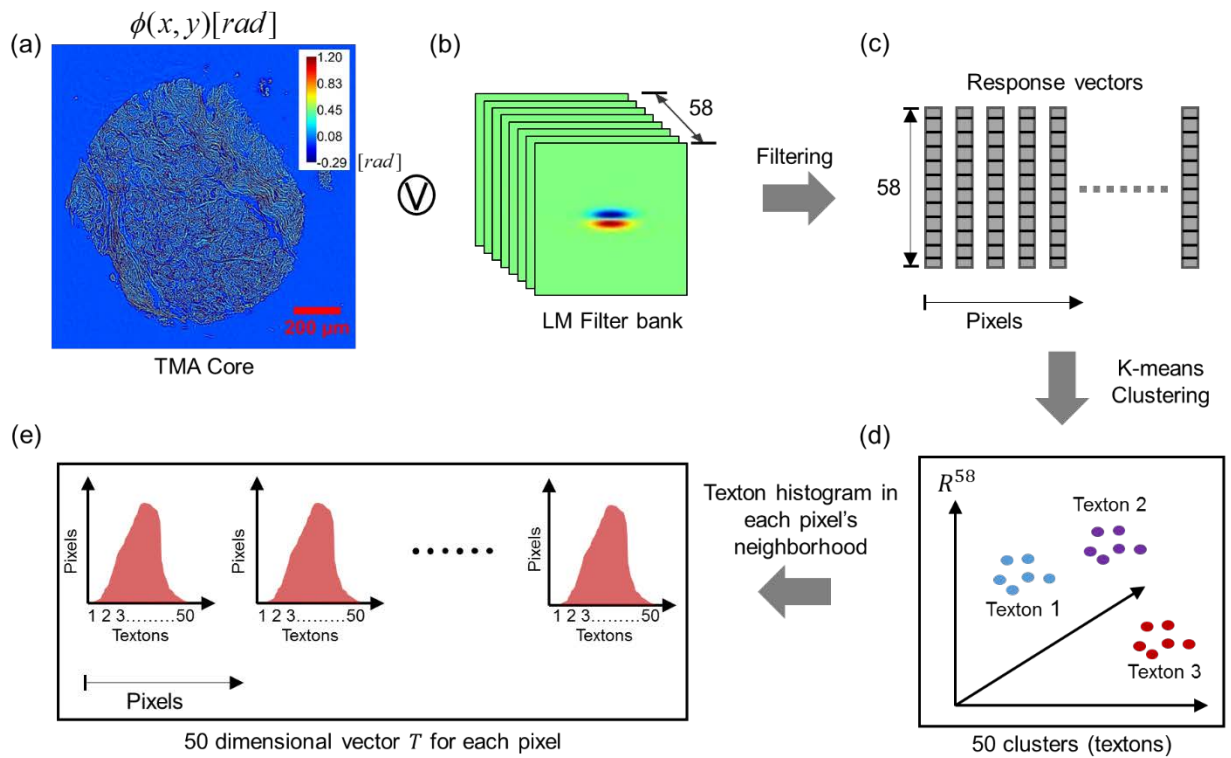 ϕ(x, y)[rad]
(a)
1.20
0.83
0.45
0.08
-0.29
[rad]
200 µm
TMA Core
Ⓥ
(b)
58
LM Filter bank
Filtering
(c)
Response vectors
58
Pixels
K-means
Clustering
(d)
R⁵⁸
Texton 2
Texton 1
Texton 3
50 clusters (textons)
Texton histogram in
each pixel's
neighborhood
(e)
Pixels
1 2 3.........50
Textons
Pixels
1 2 3.........50
Textons
Pixels
1 2 3.........50
Textons
Pixels
50 dimensional vector T for each pixel